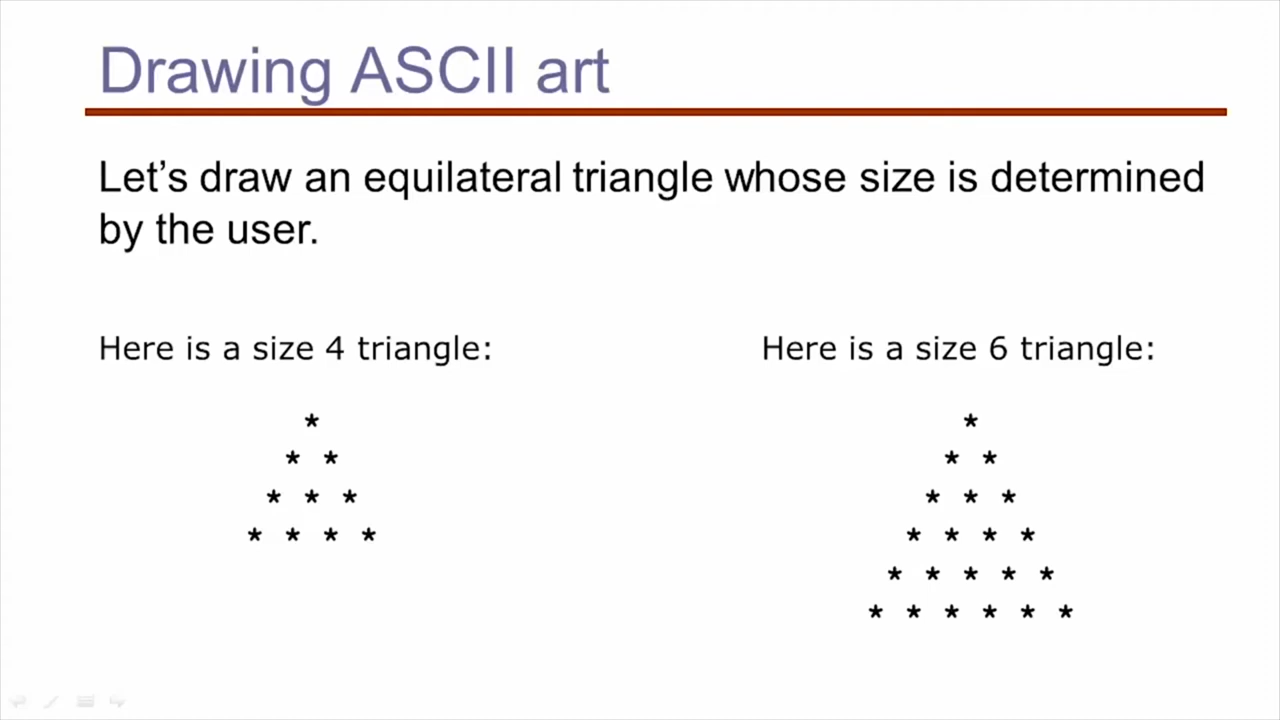 Drawing ASCII art
Let's draw an equilateral triangle whose size is determined
by the user.
Here is a size 4 triangle:
*
* *
* * *
* * * *
Here is a size 6 triangle:
*
* *
* * *
* * * *
* * * * *
* * * * * *